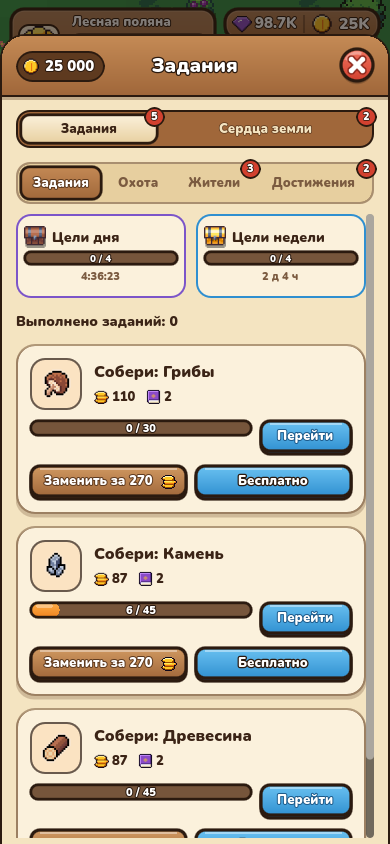 Лесная поляна
98.7K
25K
25 000
Задания
Задания
5
Сердца земли
2
Задания
Охота
Жители
3
Достижения
2
Цели дня
0 / 4
4:36:23
Цели недели
0 / 4
2 д 4 ч
Выполнено заданий: 0
Собери: Грибы
110 2
0 / 30
Перейти
Заменить за 270
Бесплатно
Собери: Камень
87 2
6 / 45
Перейти
Заменить за 270
Бесплатно
Собери: Древесина
87 2
0 / 45
Перейти